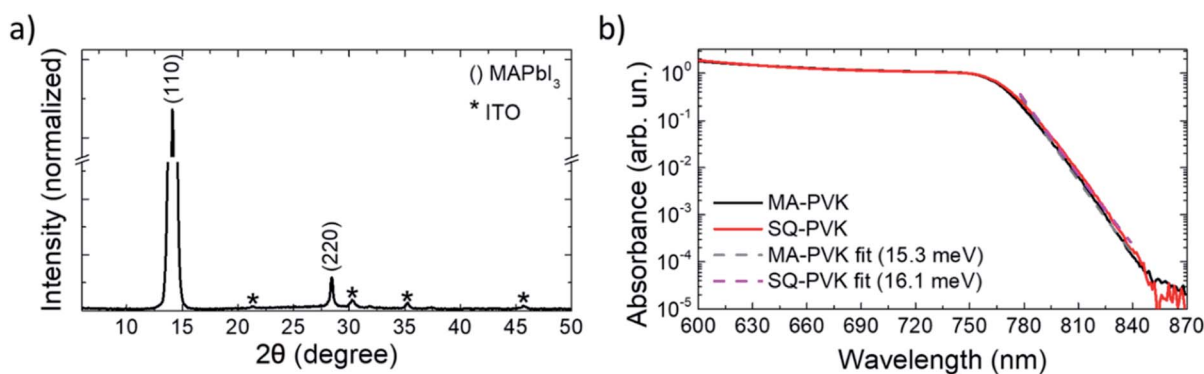 a)
Intensity (normalized)
(110)
(220)
() MAPbI₃
* ITO
*
*
*
*
10 15 20 25 30 35 40 45 50
2θ (degree)
b)
Absorbance (arb. un.)
10⁰
10⁻¹
10⁻²
10⁻³
10⁻⁴
10⁻⁵
MA-PVK
SQ-PVK
MA-PVK fit (15.3 meV)
SQ-PVK fit (16.1 meV)
600 630 660 690 720 750 780 810 840 870
Wavelength (nm)